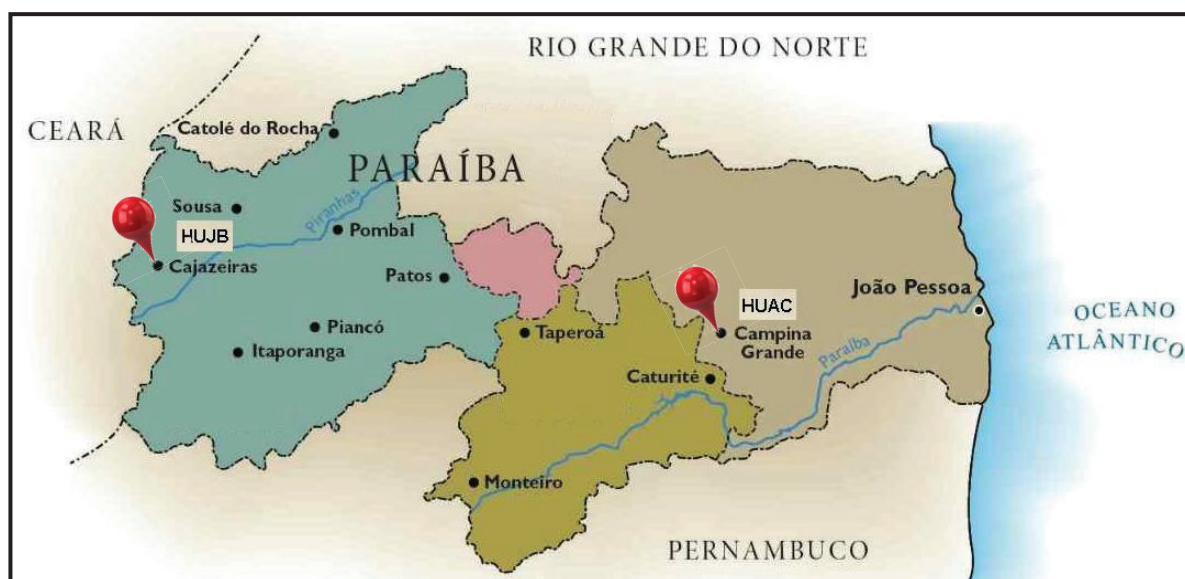 RIO GRANDE DO NORTE
CEARÁ
Catolé do Rocha
PARAÍBA
Piranhas
Sousa
HUJB
Pombal
Cajazeiras
Patos
João Pessoa
HUAC
OCEANO
ATLÂNTICO
Piancó
Taperoá
Campina
Grande
Paraíba
Itaporanga
Caturité
Monteiro
PERNAMBUCO